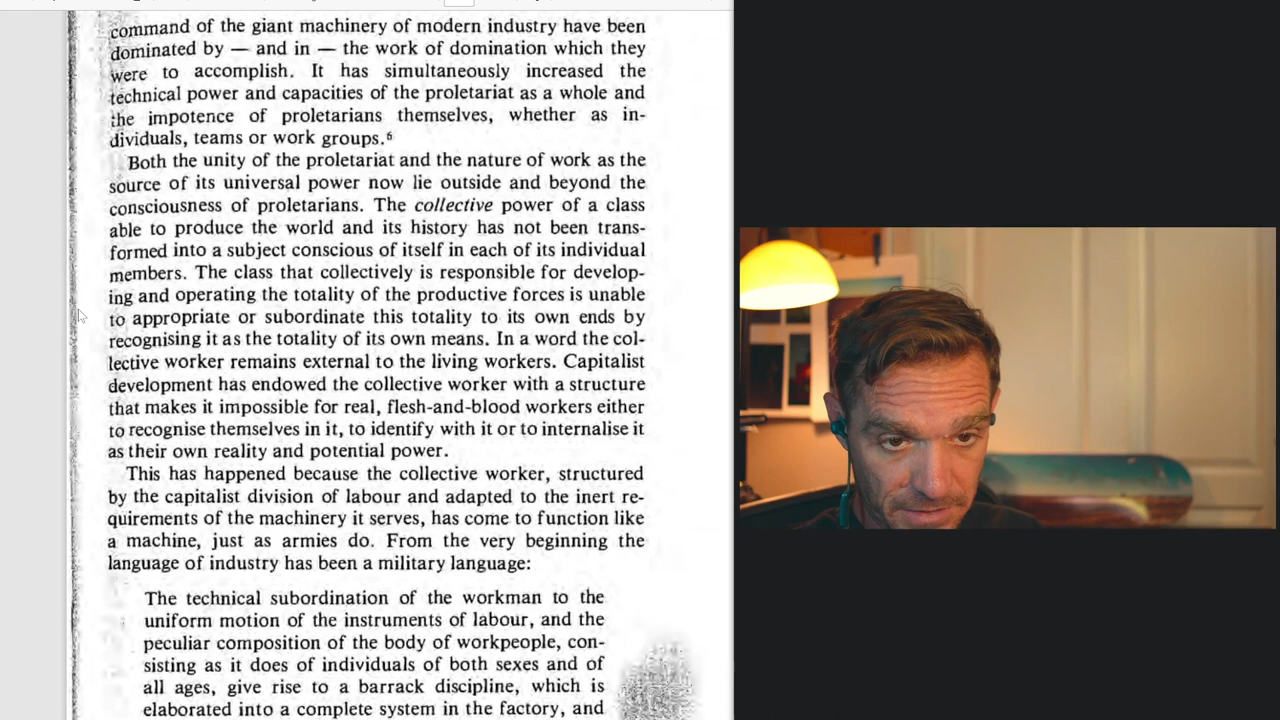 command of the giant machinery of modern industry have been
dominated by — and in — the work of domination which they
were to accomplish. It has simultaneously increased the
technical power and capacities of the proletariat as a whole and
the impotence of proletarians themselves, whether as in-
dividuals, teams or work groups.⁶
Both the unity of the proletariat and the nature of work as the
source of its universal power now lie outside and beyond the
consciousness of proletarians. The collective power of a class
able to produce the world and its history has not been trans-
formed into a subject conscious of itself in each of its individual
members. The class that collectively is responsible for develop-
ing and operating the totality of the productive forces is unable
to appropriate or subordinate this totality to its own ends by
recognising it as the totality of its own means. In a word the col-
lective worker remains external to the living workers. Capitalist
development has endowed the collective worker with a structure
that makes it impossible for real, flesh-and-blood workers either
to recognise themselves in it, to identify with it or to internalise it
as their own reality and potential power.
This has happened because the collective worker, structured
by the capitalist division of labour and adapted to the inert re-
quirements of the machinery it serves, has come to function like
a machine, just as armies do. From the very beginning the
language of industry has been a military language:
The technical subordination of the workman to the
uniform motion of the instruments of labour, and the
peculiar composition of the body of workpeople, con-
sisting as it does of individuals of both sexes and of
all ages, give rise to a barrack discipline, which is
elaborated into a complete system in the factory, and